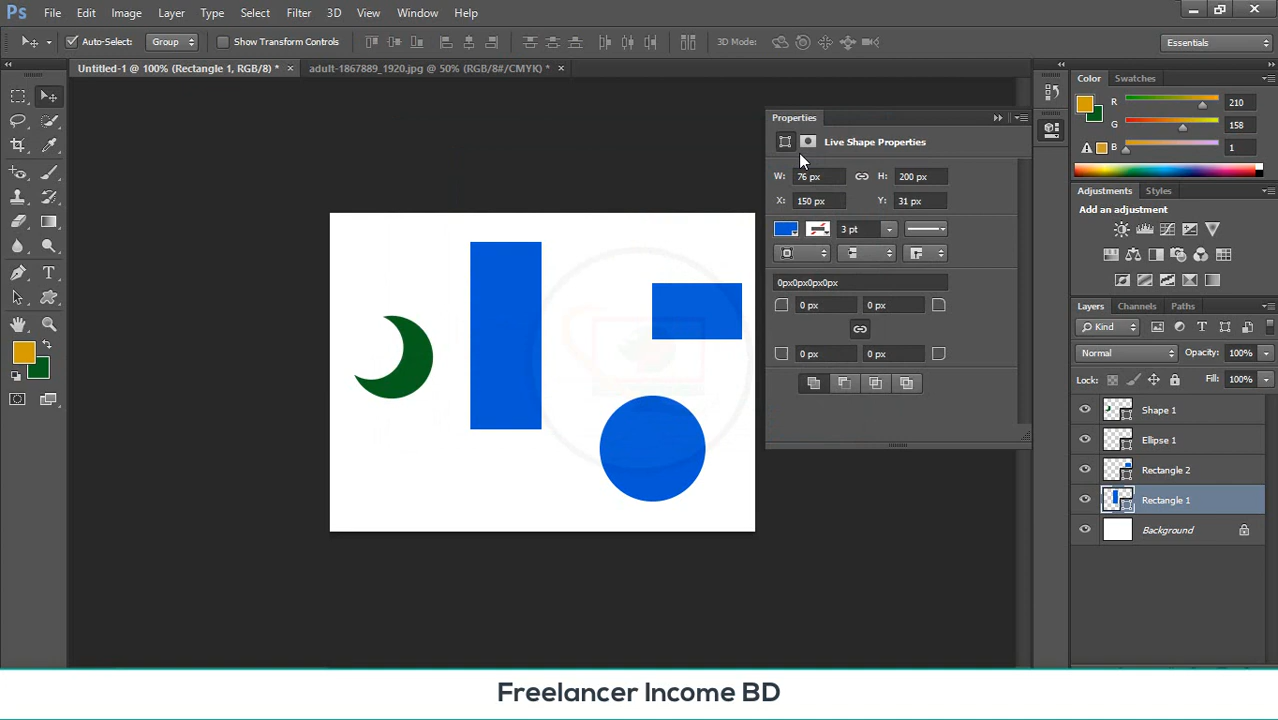 Ps File Edit Image Layer Type Select Filter 3D View Window Help
Auto-Select: Group Show Transform Controls 3D Mode: Essentials
Untitled-1 @ 100% (Rectangle 1, RGB/8) * × adult-1867889_1920.jpg @ 50% (RGB/8#/CMYK) * ×
Properties
Live Shape Properties
W: 76 px H: 200 px
X: 150 px Y: 31 px
3 pt
0px0px0px0px
0 px 0 px
0 px 0 px
Color Swatches
R 210
G 158
B 1
Adjustments Styles
Add an adjustment
Layers Channels Paths
Kind
Normal Opacity: 100%
Lock: Fill: 100%
Shape 1
Ellipse 1
Rectangle 2
Rectangle 1
Background
Freelancer Income BD